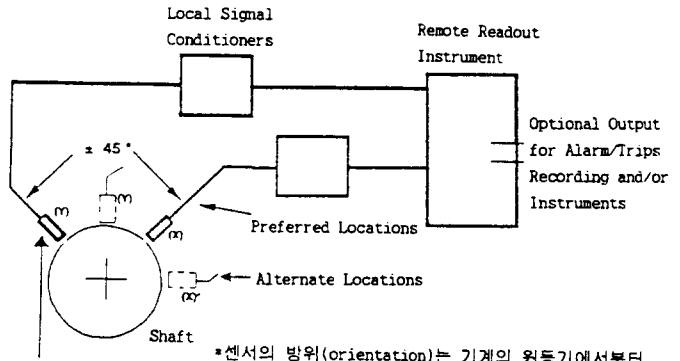 Local Signal
Conditioners
Remote Readout
Instrument
Optional Output
for Alarm/Trips
Recording and/or
Instruments
± 45°
(Y)
(Y)
(X)
Preferred Locations
Alternate Locations
(X)
Shaft
*센서의 방위(orientation)는 기계의 원동기에서부터